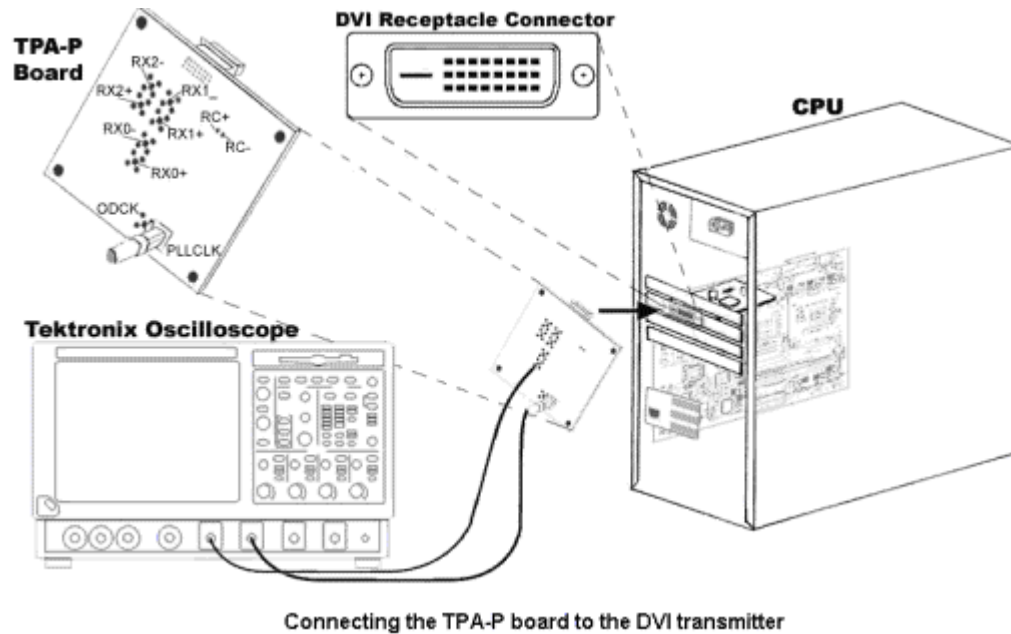 DVI Receptacle Connector
TPA-P
Board
RX2-
RX2+
RX1_
RC+
RX0-
RX1+
RC-
RX0+
ODCK
PLLCLK
CPU
Tektronix Oscilloscope
Connecting the TPA-P board to the DVI transmitter